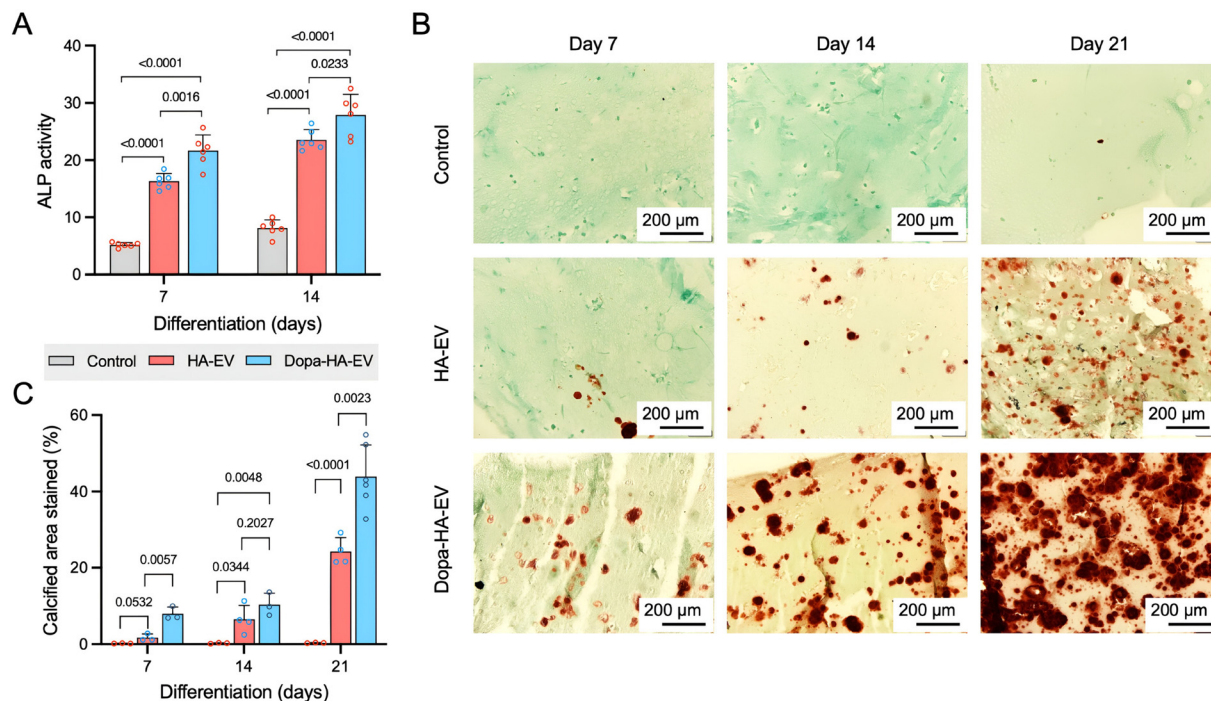 A
40
30
20
10
0
ALP activity
<0.0001
<0.0001
0.0016
<0.0001
<0.0001
0.0233
7
14
Differentiation (days)
Control
HA-EV
Dopa-HA-EV
C
60
40
20
0
Calcified area stained (%)
0.0532
0.0057
0.0344
0.2027
0.0048
<0.0001
0.0023
7
14
21
Differentiation (days)
B
Day 7
Day 14
Day 21
Control
200 µm
200 µm
200 µm
HA-EV
200 µm
200 µm
200 µm
Dopa-HA-EV
200 µm
200 µm
200 µm